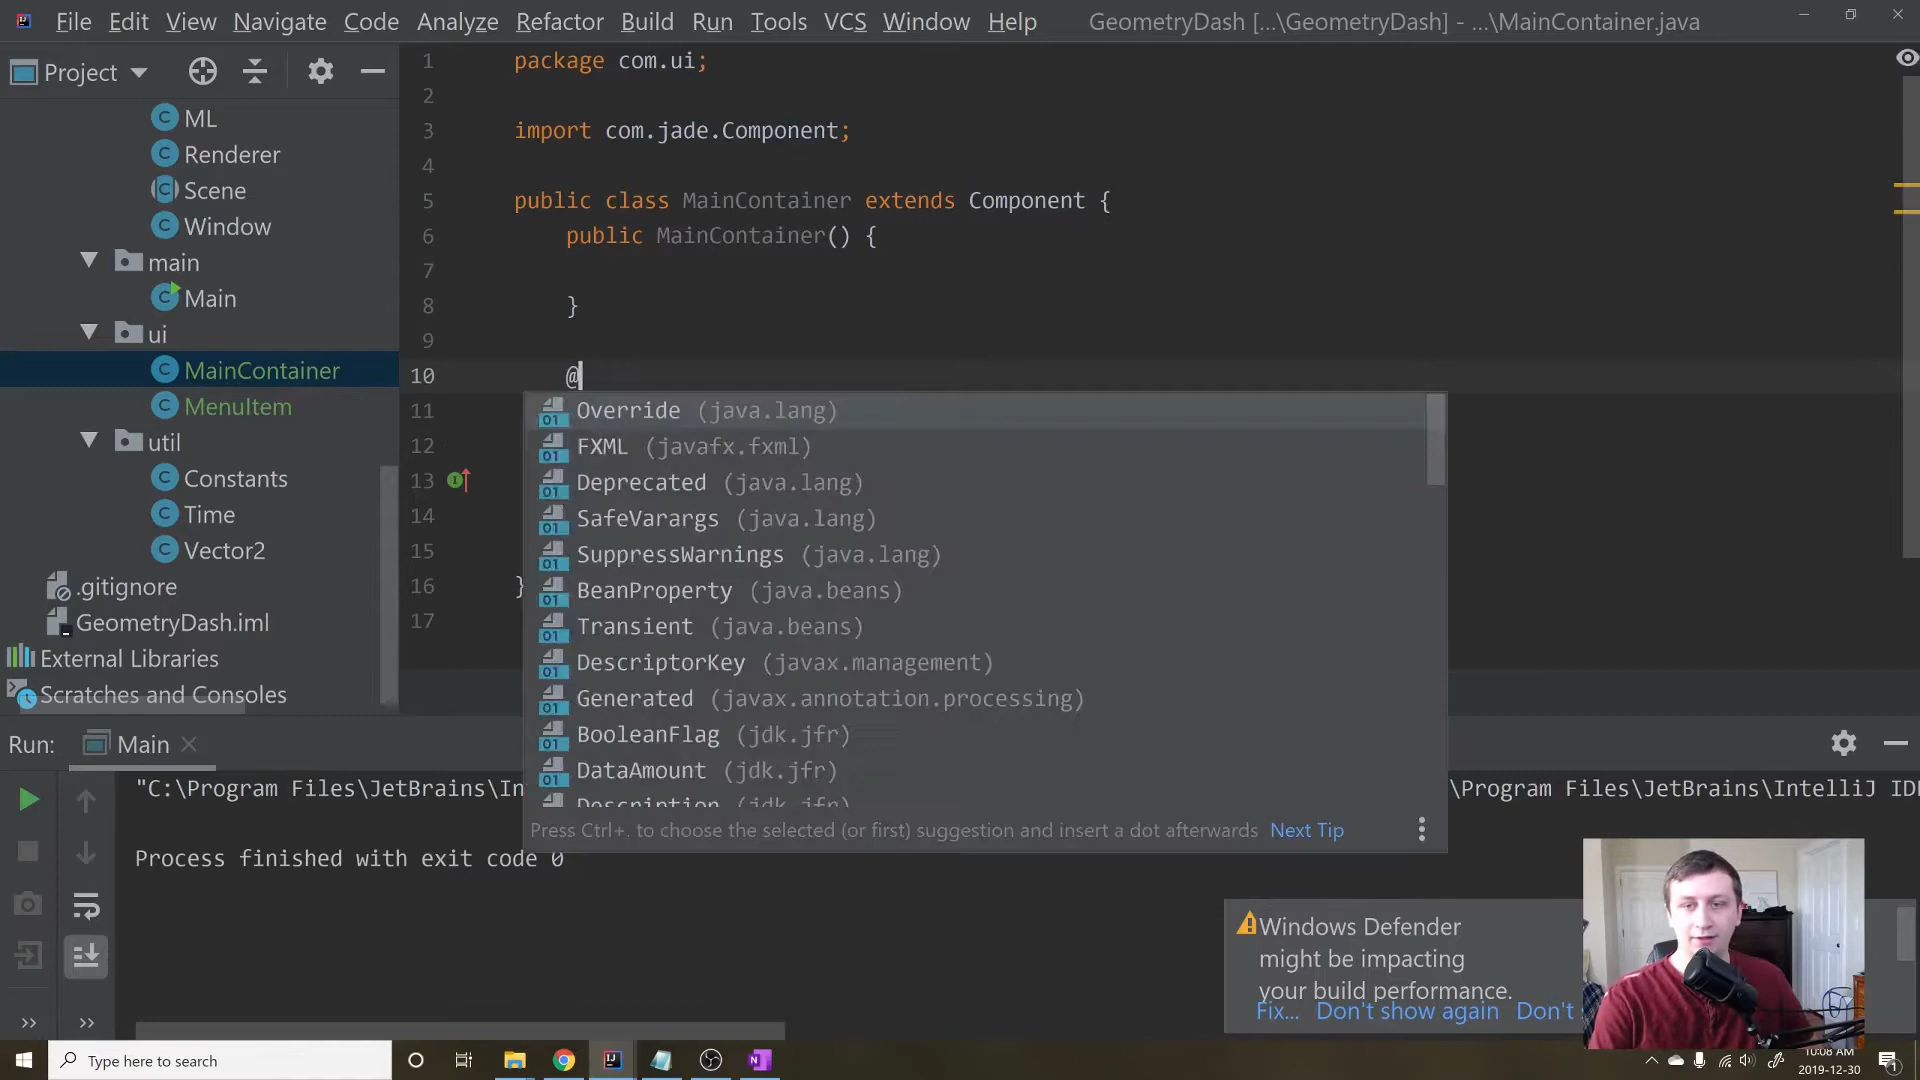 File Edit View Navigate Code Analyze Refactor Build Run Tools VCS Window Help GeometryDash [...\GeometryDash] - ...\MainContainer.java
Project
ML
Renderer
Scene
Window
main
Main
ui
MainContainer
MenuItem
util
Constants
Time
Vector2
.gitignore
GeometryDash.iml
External Libraries
Scratches and Consoles
1 package com.ui;
2
3 import com.jade.Component;
4
5 public class MainContainer extends Component {
6 public MainContainer() {
7
8 }
9
10 @
11
12
13
14
15
16 }
17
Override (java.lang)
FXML (javafx.fxml)
Deprecated (java.lang)
SafeVarargs (java.lang)
SuppressWarnings (java.lang)
BeanProperty (java.beans)
Transient (java.beans)
DescriptorKey (javax.management)
Generated (javax.annotation.processing)
BooleanFlag (jdk.jfr)
DataAmount (jdk.jfr)
Description (jdk.jfr)
Press Ctrl+. to choose the selected (or first) suggestion and insert a dot afterwards Next Tip
Run: Main
"C:\Program Files\JetBrains\In \Program Files\JetBrains\IntelliJ IDE
Process finished with exit code 0
Windows Defender
might be impacting
your build performance.
Fix... Don't show again Don't
Type here to search
10:08 AM
2019-12-30